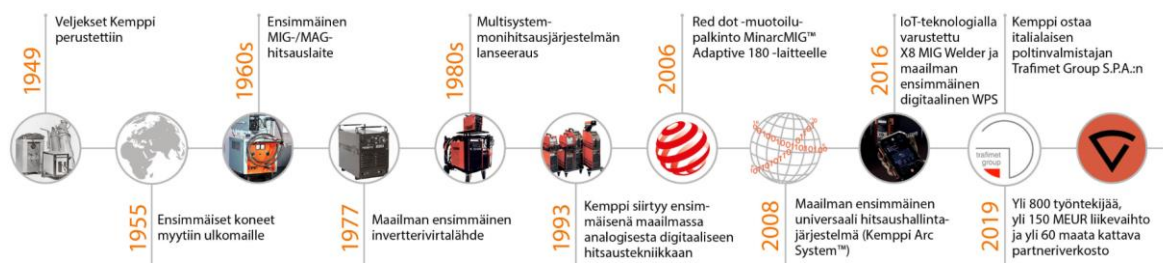 1949
Veljekset Kemppi
perustettiin
1955
Ensimmäiset koneet
myytiin ulkomaille
1960s
Ensimmäinen
MIG-/MAG-
hitsauslaite
1977
Maailman ensimmäinen
invertterivirtalähde
1980s
Multisystem-
monihitsausjärjestelmän
lanseeraus
1993
Kemppi siirtyy ensim-
mäisenä maailmassa
analogisesta digitaaliseen
hitsaustekniikkaan
2006
Red dot -muotoilu-
palkinto MinarcMIG™
Adaptive 180 -laitteelle
2008
Maailman ensimmäinen
universaali hitsaushallinta-
järjestelmä (Kemppi Arc
System™)
2016
IoT-teknologialla
varustettu
X8 MIG Welder ja
maailman
ensimmäinen
digitaalinen WPS
Kemppi ostaa
italialaisen
poltinvalmistajan
Trafimet Group S.P.A.:n
trafimet
group
2019
Yli 800 työntekijää,
yli 150 MEUR liikevaihto
ja yli 60 maata kattava
partneriverkosto